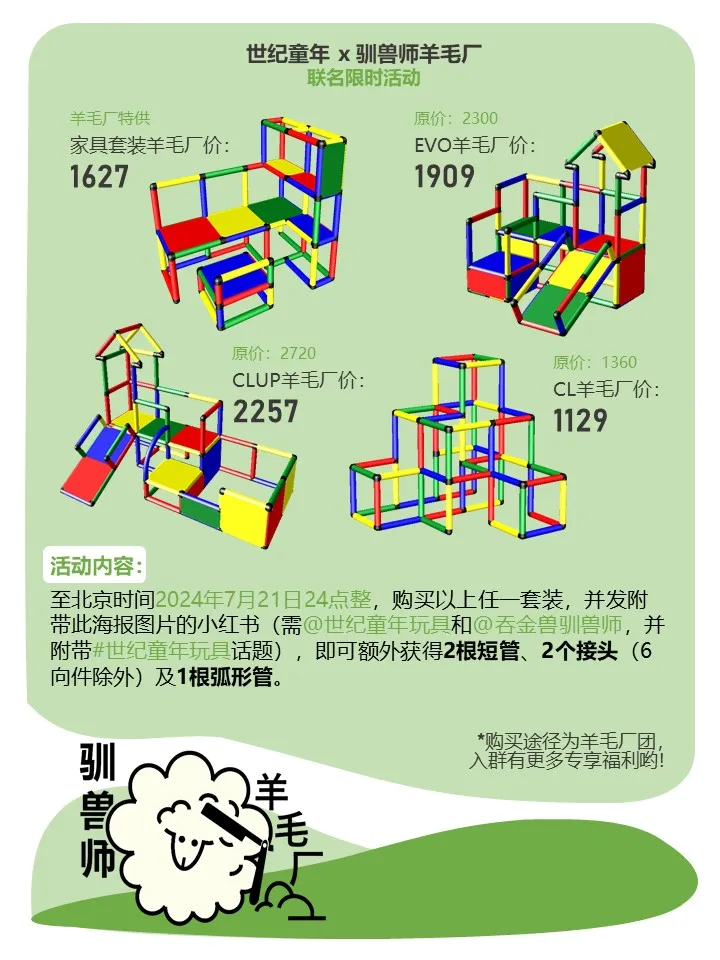 世纪童年 x 驯兽师羊毛厂
联名限时活动
羊毛厂特供
家具套装羊毛厂价：
1627
原价：2300
EVO羊毛厂价：
1909
原价：2720
CLUP羊毛厂价：
2257
原价：1360
CL羊毛厂价：
1129
活动内容：
至北京时间2024年7月21日24点整，购买以上任一套装，并发附
带此海报图片的小红书（需@世纪童年玩具和@吞金兽驯兽师，并
附带#世纪童年玩具话题），即可额外获得2根短管、2个接头（6
向件除外）及1根弧形管。
*购买途径为羊毛厂团，
入群有更多专享福利哟!
驯兽师
羊毛厂